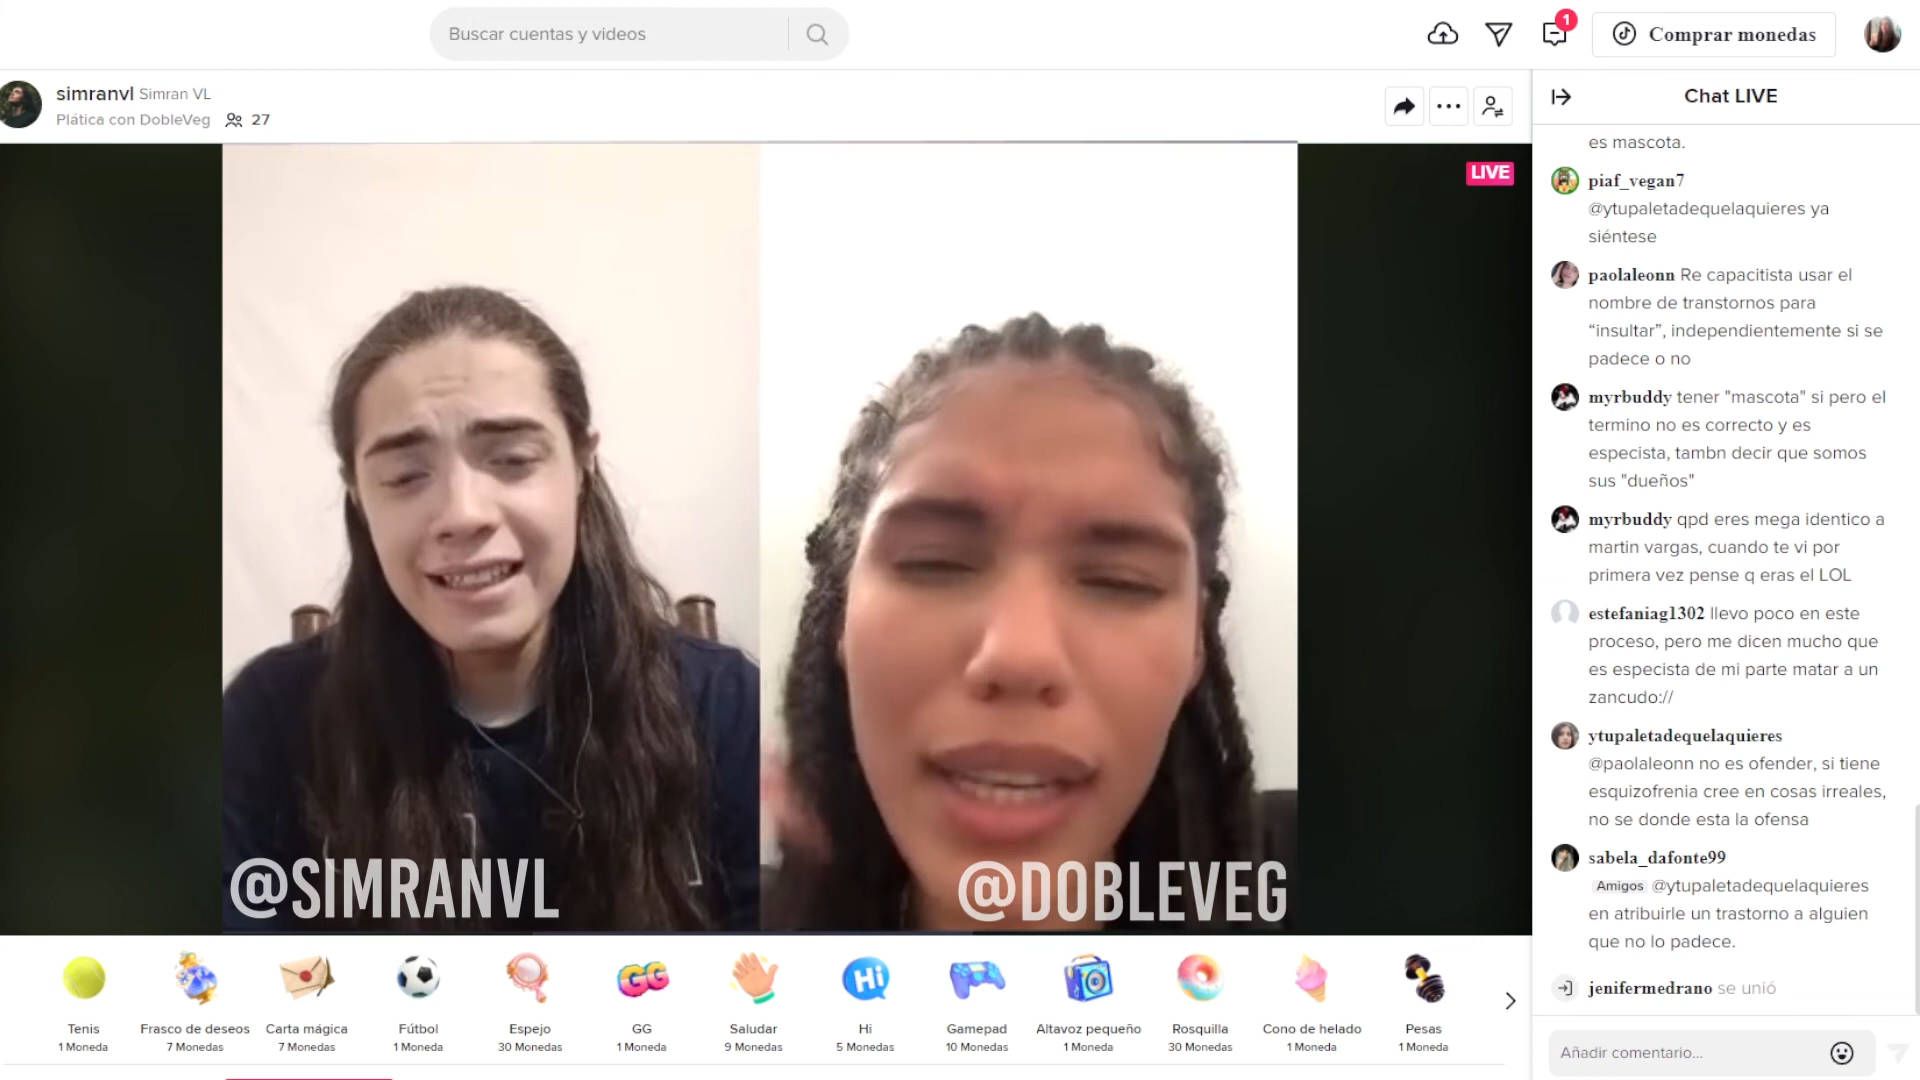 Buscar cuentas y videos
1
Comprar monedas
simranvl Simran VL
Plática con DobleVeg 27
LIVE
@SIMRANVL
@DOBLEVEG
Tenis
1 Moneda
Frasco de deseos
7 Monedas
Carta mágica
7 Monedas
Fútbol
1 Moneda
Espejo
30 Monedas
GG
GG
1 Moneda
Saludar
9 Monedas
Hi
Hi
5 Monedas
Gamepad
10 Monedas
Altavoz pequeño
1 Moneda
Rosquilla
30 Monedas
Cono de helado
1 Moneda
Pesas
1 Moneda
Chat LIVE
es mascota.
piaf_vegan7
@ytupaletadequelaquieres ya
siéntese
paolaleonn Re capacitista usar el
nombre de transtornos para
“insultar”, independientemente si se
padece o no
myrbuddy tener "mascota" si pero el
termino no es correcto y es
especista, tambn decir que somos
sus "dueños"
myrbuddy qpd eres mega identico a
martin vargas, cuando te vi por
primera vez pense q eras el LOL
estefaniag1302 llevo poco en este
proceso, pero me dicen mucho que
es especista de mi parte matar a un
zancudo://
ytupaletadequelaquieres
@paolaleonn no es ofender, si tiene
esquizofrenia cree en cosas irreales,
no se donde esta la ofensa
sabela_dafonte99
Amigos @ytupaletadequelaquieres
en atribuirle un trastorno a alguien
que no lo padece.
jenifermedrano se unió
Añadir comentario...